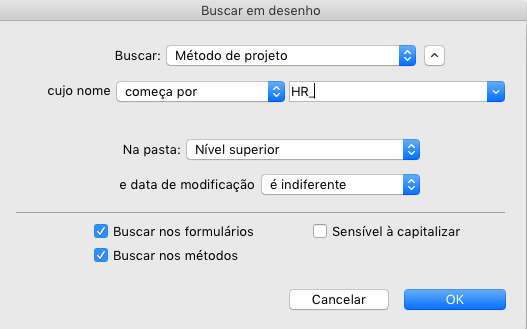 Buscar em desenho
Buscar: Método de projeto
cujo nome começa por HR_
Na pasta: Nível superior
e data de modificação é indiferente
Buscar nos formulários Sensível à capitalizar
Buscar nos métodos
Cancelar OK